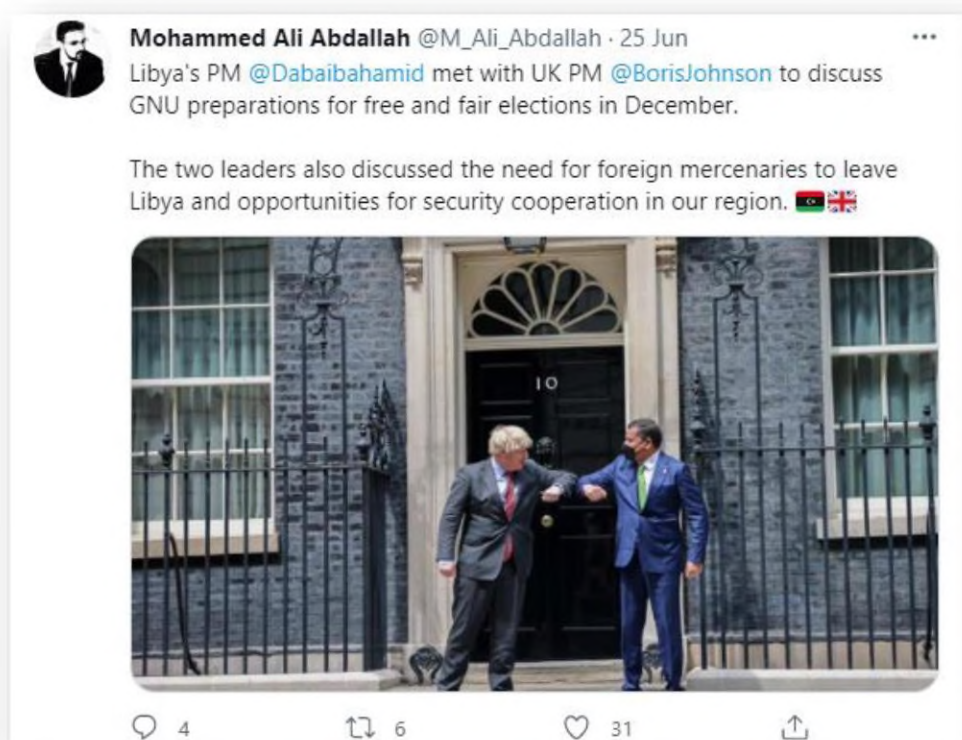 Mohammed Ali Abdallah @M_Ali_Abdallah · 25 Jun
Libya's PM @Dabaibahamid met with UK PM @BorisJohnson to discuss
GNU preparations for free and fair elections in December.
The two leaders also discussed the need for foreign mercenaries to leave
Libya and opportunities for security cooperation in our region.
10
4 6 31